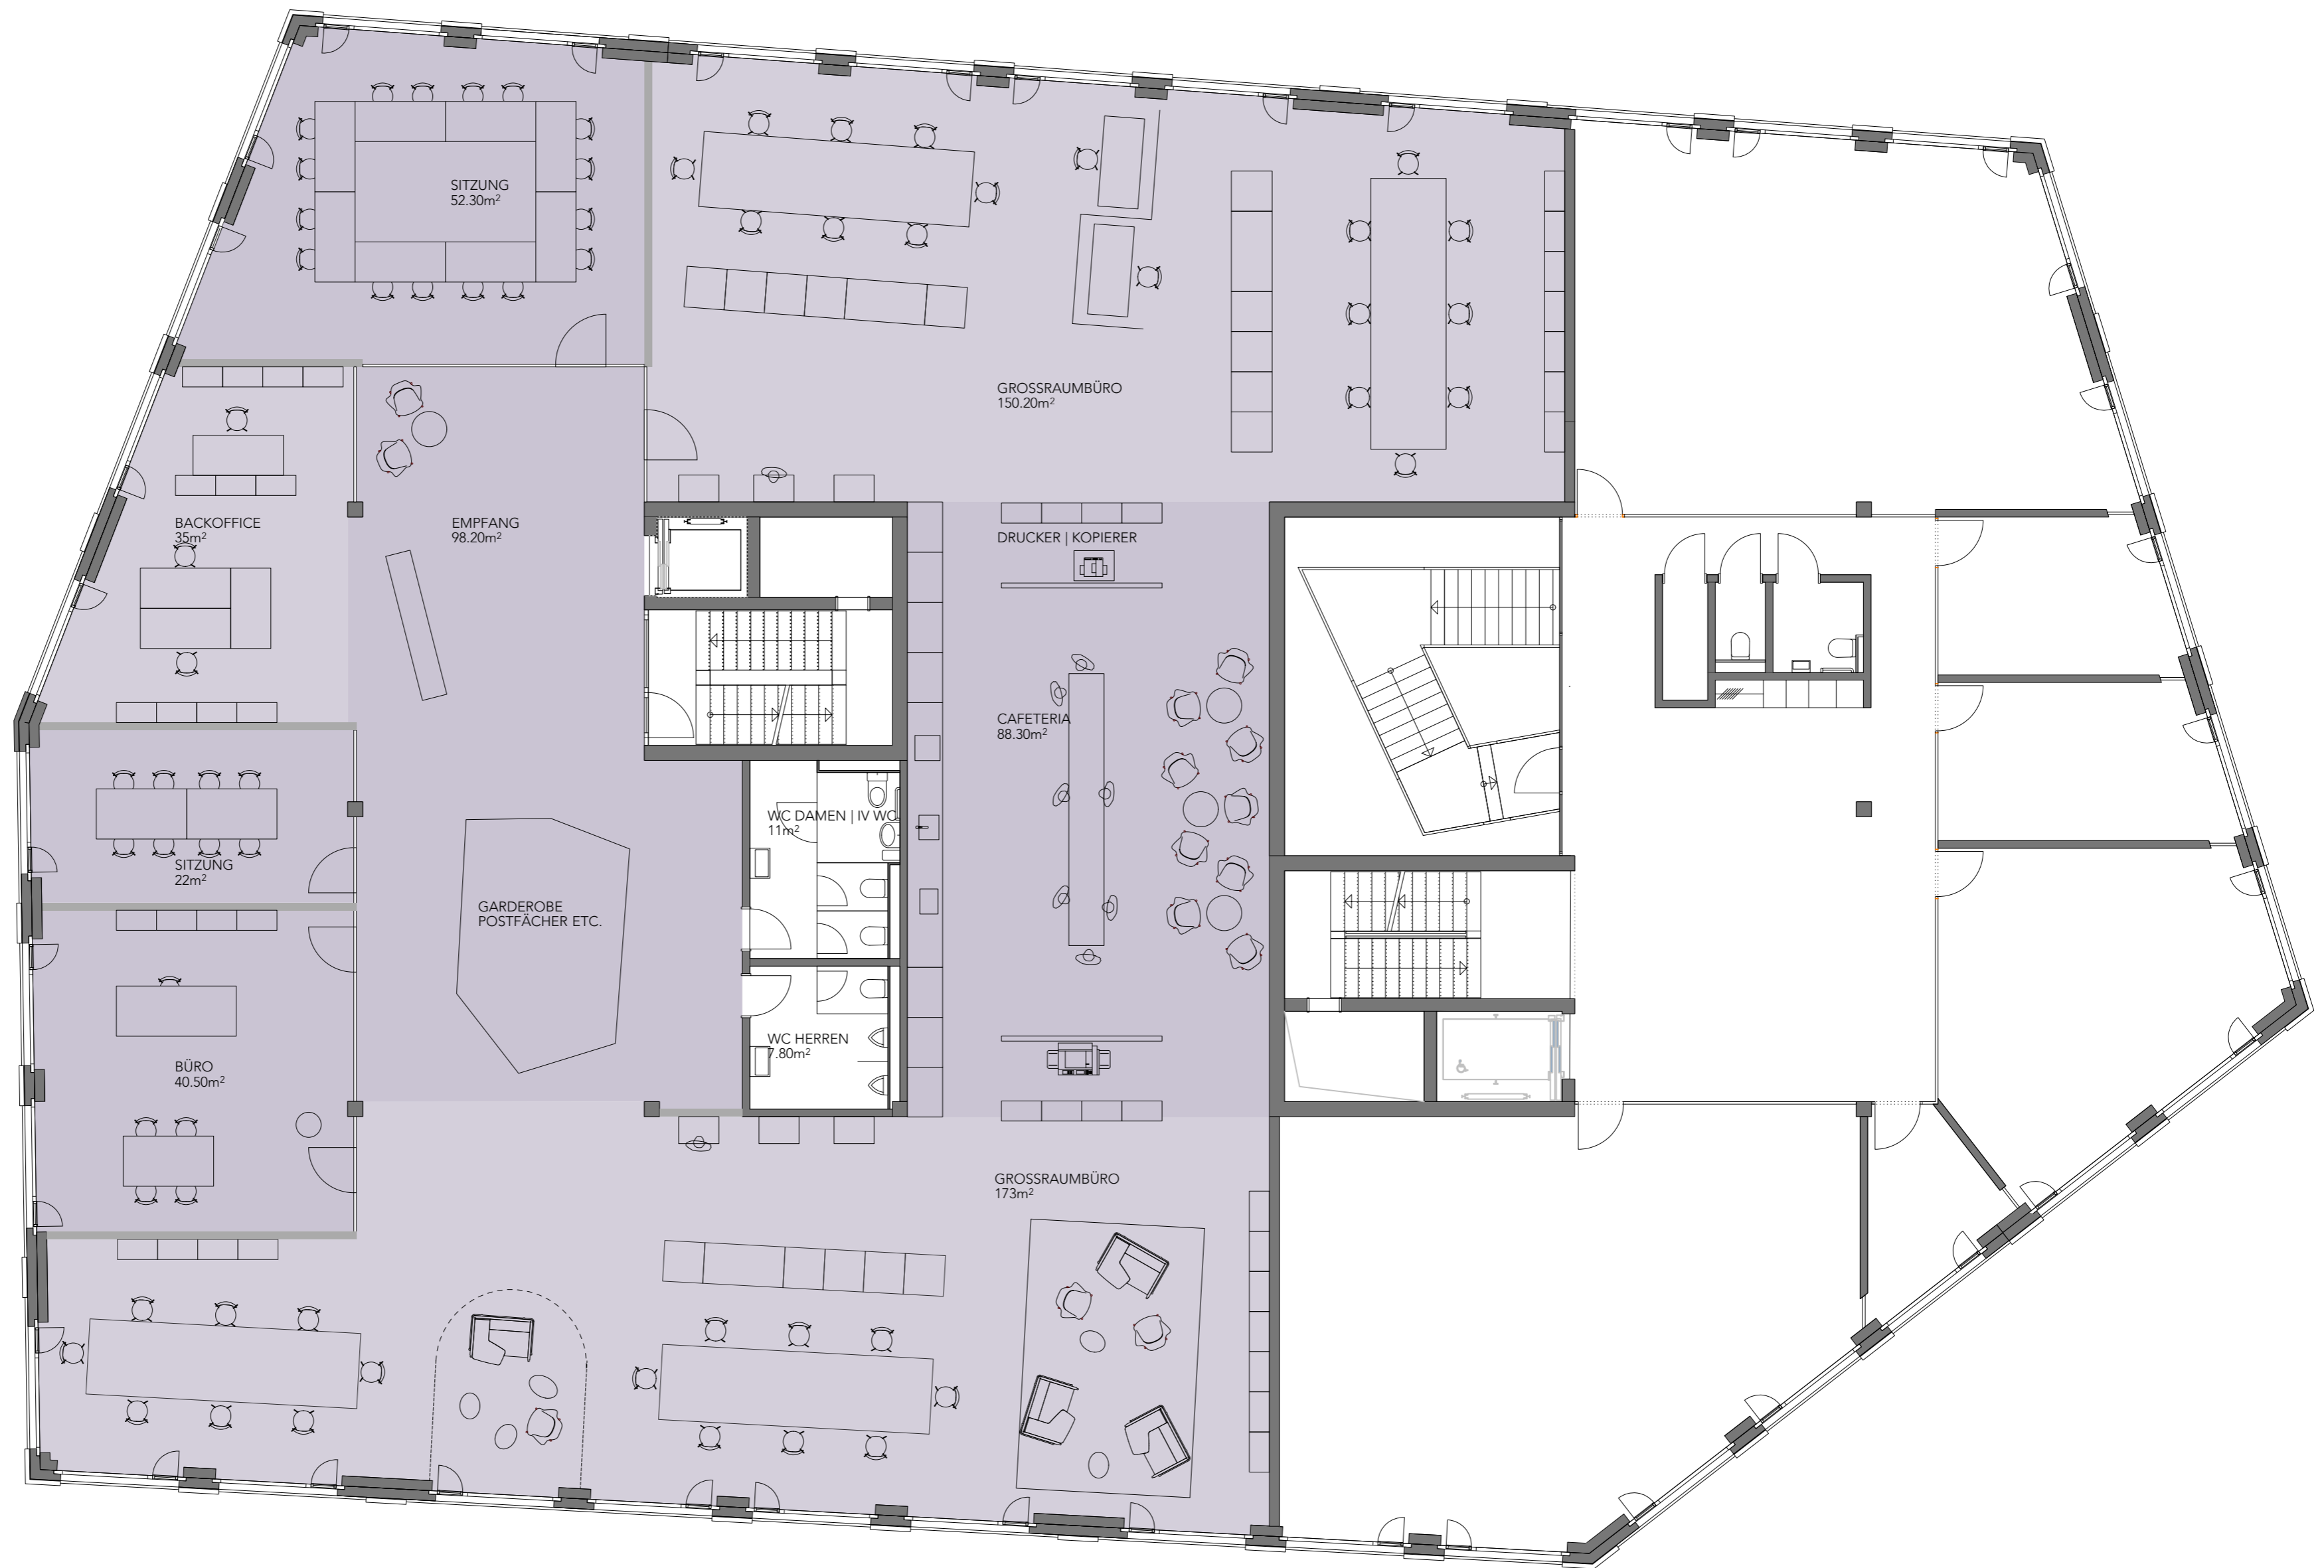 SITZUNG
52.30m²
GROSSRAUMBÜRO
150.20m²
BACKOFFICE
35m²
EMPFANG
98.20m²
DRUCKER | KOPIERER
CAFETERIA
88.30m²
WC DAMEN | IV WC
11m²
SITZUNG
22m²
GARDEROBE
POSTFÄCHER ETC.
WC HERREN
7.80m²
BÜRO
40.50m²
GROSSRAUMBÜRO
173m²